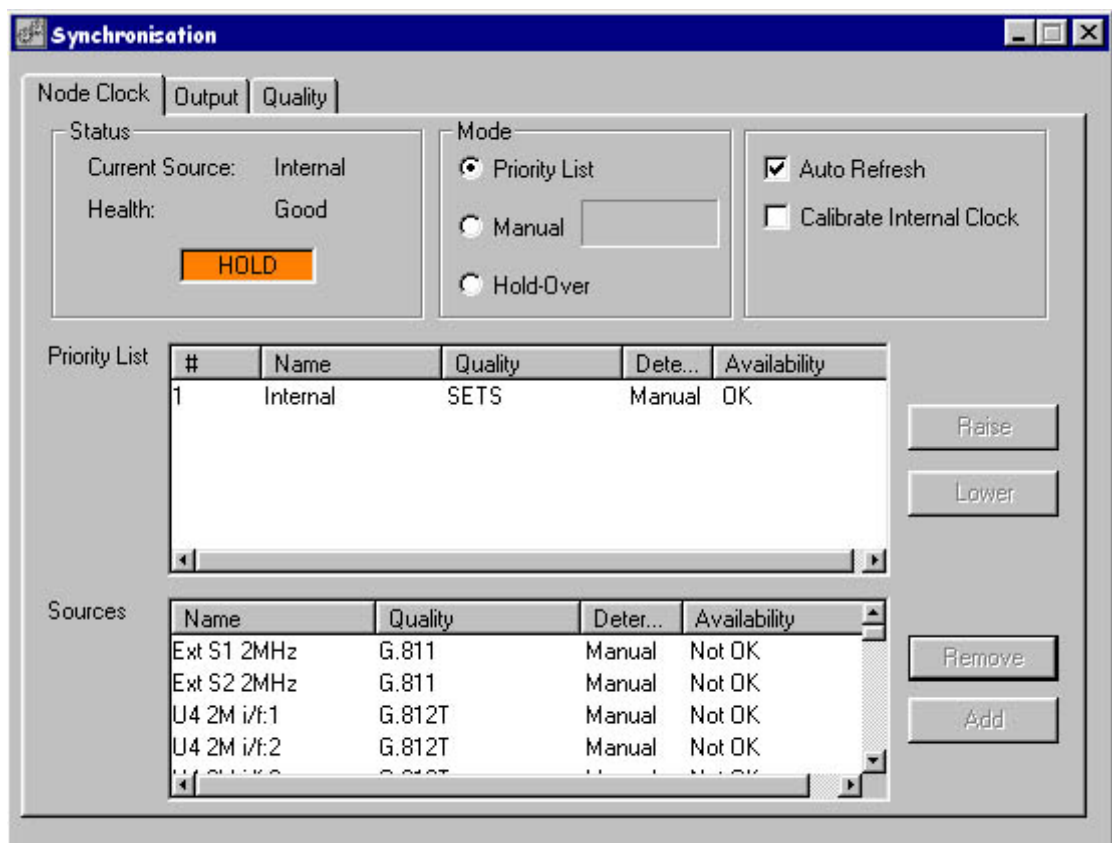 Synchronisation
Node Clock Output Quality
Status
Current Source: Internal
Health: Good
HOLD
Mode
Priority List
Manual
Hold-Over
Auto Refresh
Calibrate Internal Clock
Priority List
# Name Quality Dete... Availability
1 Internal SETS Manual OK
Raise
Lower
Sources
Name Quality Deter... Availability
Ext S1 2MHz G.811 Manual Not OK
Ext S2 2MHz G.811 Manual Not OK
U4 2M i/f:1 G.812T Manual Not OK
U4 2M i/f:2 G.812T Manual Not OK
Remove
Add